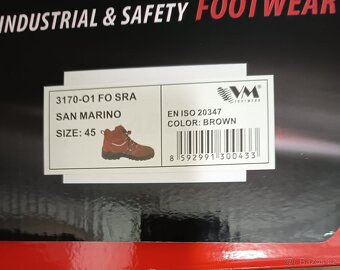 INDUSTRIAL & SAFETY FOOTWEAR
3170-O1 FO SRA
SAN MARINO
SIZE: 45
VM
FOOTWEAR
EN ISO 20347
COLOR: BROWN
8 592991 300433